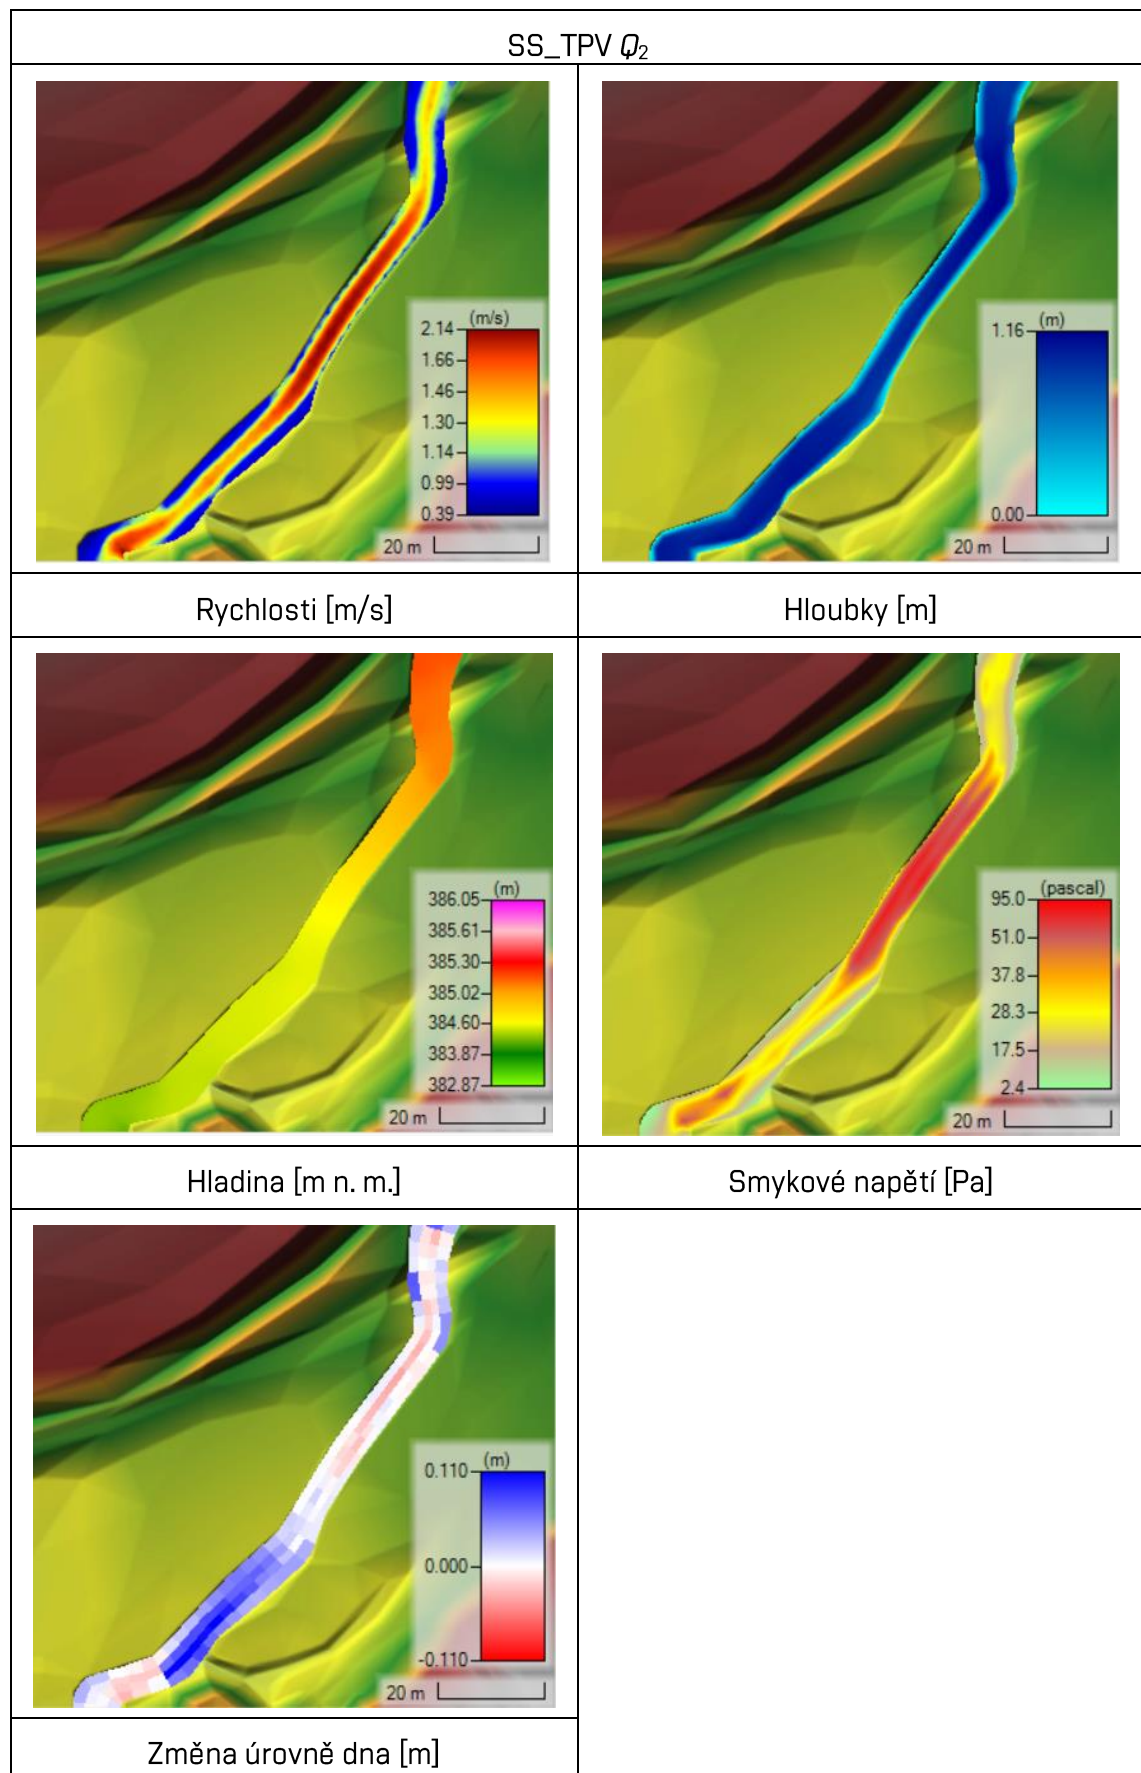 SS_TPV Q₂
(m/s)
2.14
1.66
1.46
1.30
1.14
0.99
0.39
20 m
(m)
1.16
0.00
20 m
Rychlosti [m/s]
Hloubky [m]
(m)
386.05
385.61
385.30
385.02
384.60
383.87
382.87
20 m
(pascal)
95.0
51.0
37.8
28.3
17.5
2.4
20 m
Hladina [m n. m.]
Smykové napětí [Pa]
(m)
0.110
0.000
-0.110
20 m
Změna úrovně dna [m]